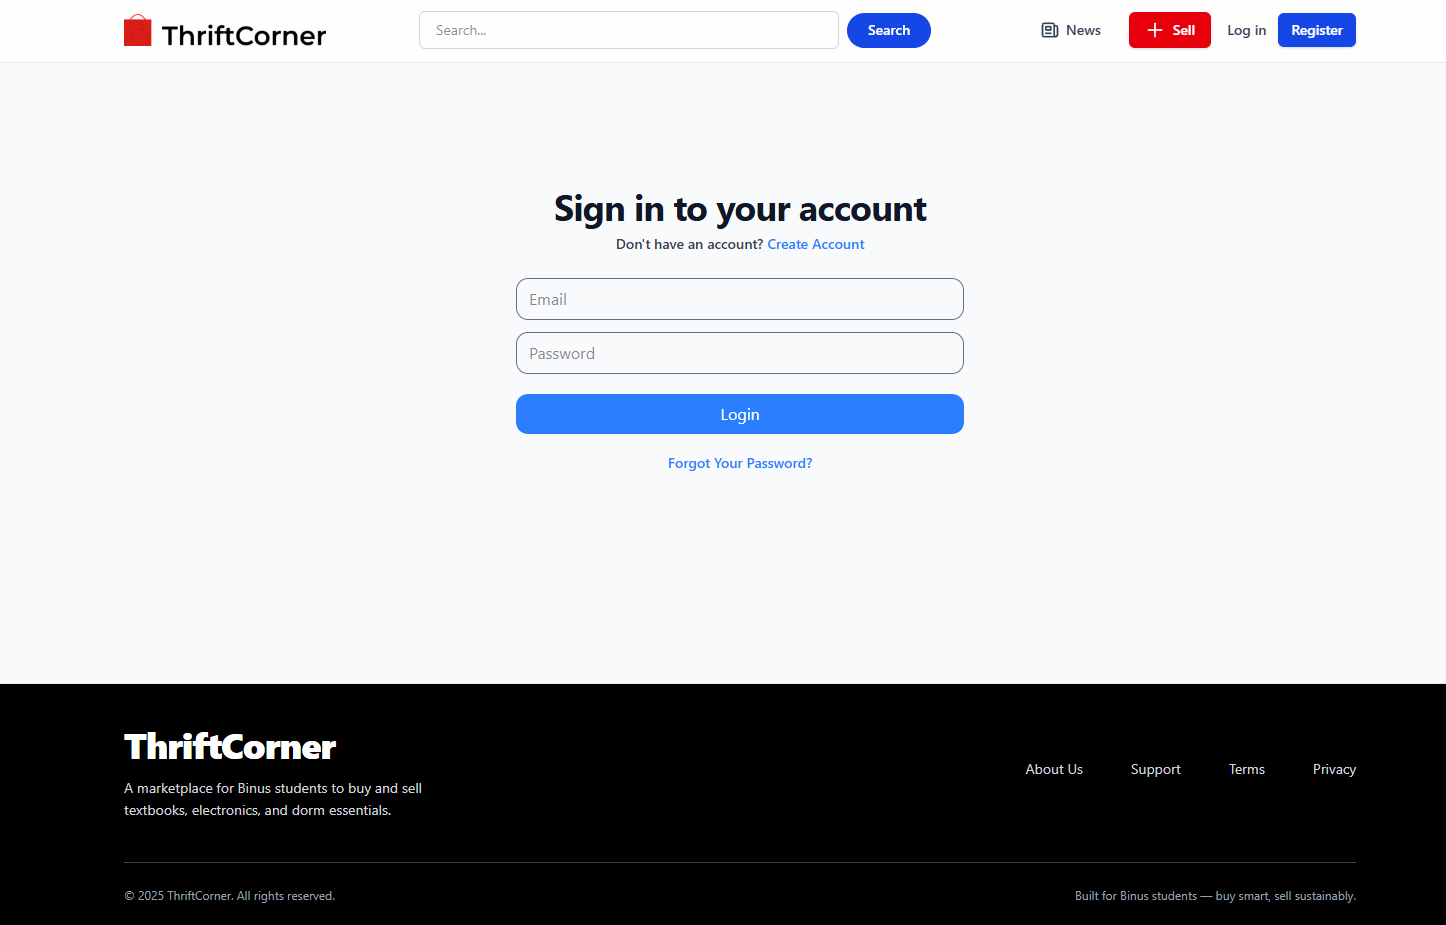 ThriftCorner
Search...
Search
News
Sell
Log in
Register
Sign in to your account
Don't have an account? Create Account
Email
Password
Login
Forgot Your Password?
ThriftCorner
A marketplace for Binus students to buy and sell
textbooks, electronics, and dorm essentials.
About Us
Support
Terms
Privacy
© 2025 ThriftCorner. All rights reserved.
Built for Binus students — buy smart, sell sustainably.